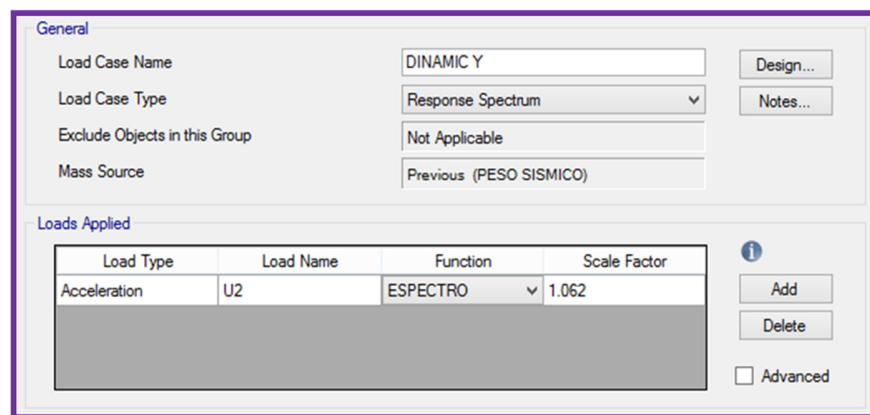 General
Load Case Name DINAMIC Y Design...
Load Case Type Response Spectrum Notes...
Exclude Objects in this Group Not Applicable
Mass Source Previous (PESO SISMICO)
Loads Applied
Load Type Load Name Function Scale Factor
Acceleration U2 ESPECTRO 1.062 Add
Delete
Advanced